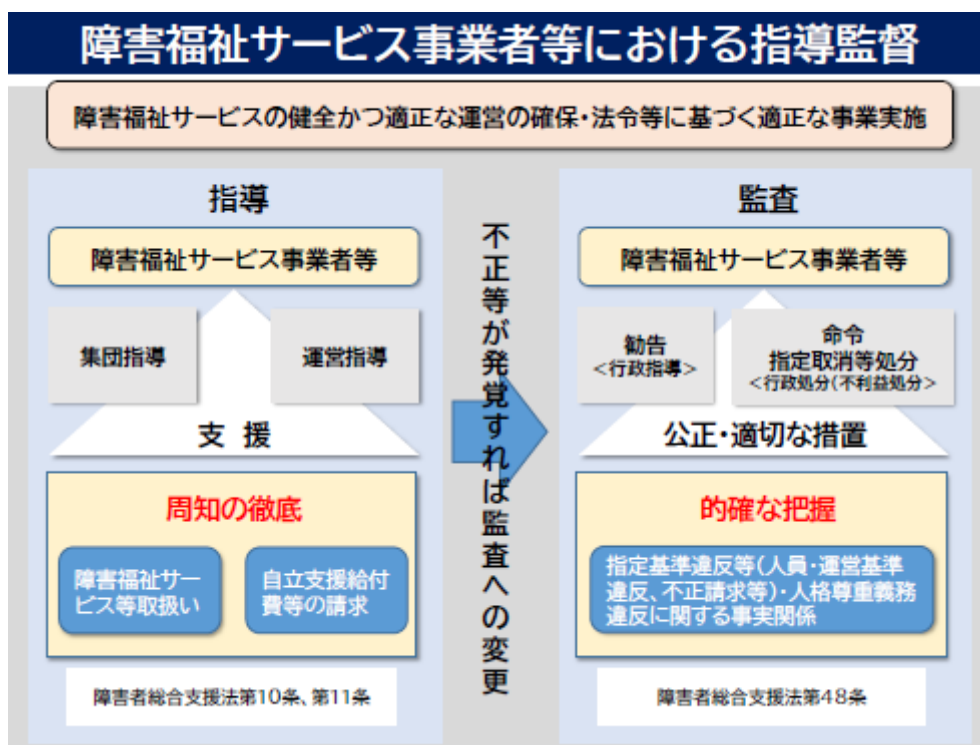 障害福祉サービス事業者等における指導監督
障害福祉サービスの健全かつ適正な運営の確保・法令等に基づく適正な事業実施
指導
障害福祉サービス事業者等
集団指導
運営指導
支 援
周知の徹底
障害福祉サー
ビス等取扱い
自立支援給付
費等の請求
障害者総合支援法第10条、第11条
不正等が発覚すれば監査への変更
監査
障害福祉サービス事業者等
勧告
<行政指導>
命令
指定取消等処分
<行政処分(不利益処分>
公正・適切な措置
的確な把握
指定基準違反等(人員・運営基準
違反、不正請求等)・人格尊重義務
違反に関する事実関係
障害者総合支援法第48条